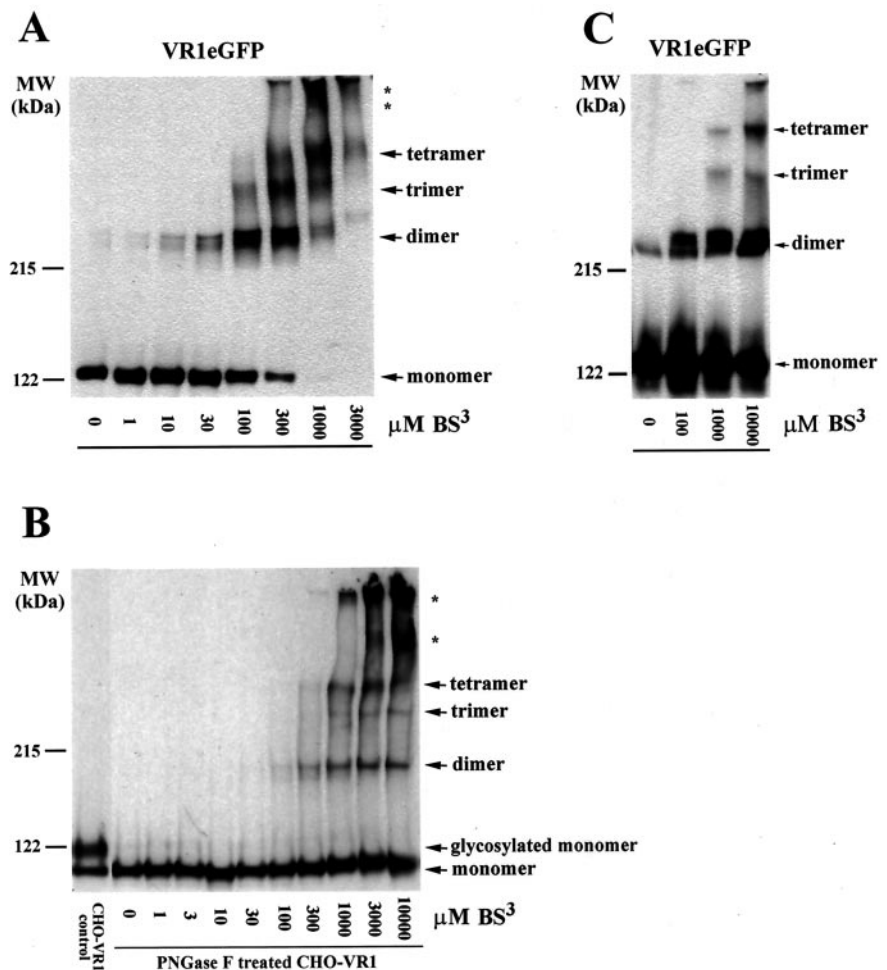 A
VR1eGFP
MW
(kDa)
*
*
tetramer
trimer
dimer
215
122
monomer
0 1 10 30 100 300 1000 3000
μM BS3
C
VR1eGFP
MW
(kDa)
tetramer
trimer
dimer
215
122
monomer
0 100 1000 10000
μM BS3
B
MW
(kDa)
*
*
tetramer
trimer
215
dimer
122
glycosylated monomer
monomer
CHO-VR1
control
0 1 3 10 30 100 300 1000 3000 10000
μM BS3
PNGase F treated CHO-VR1